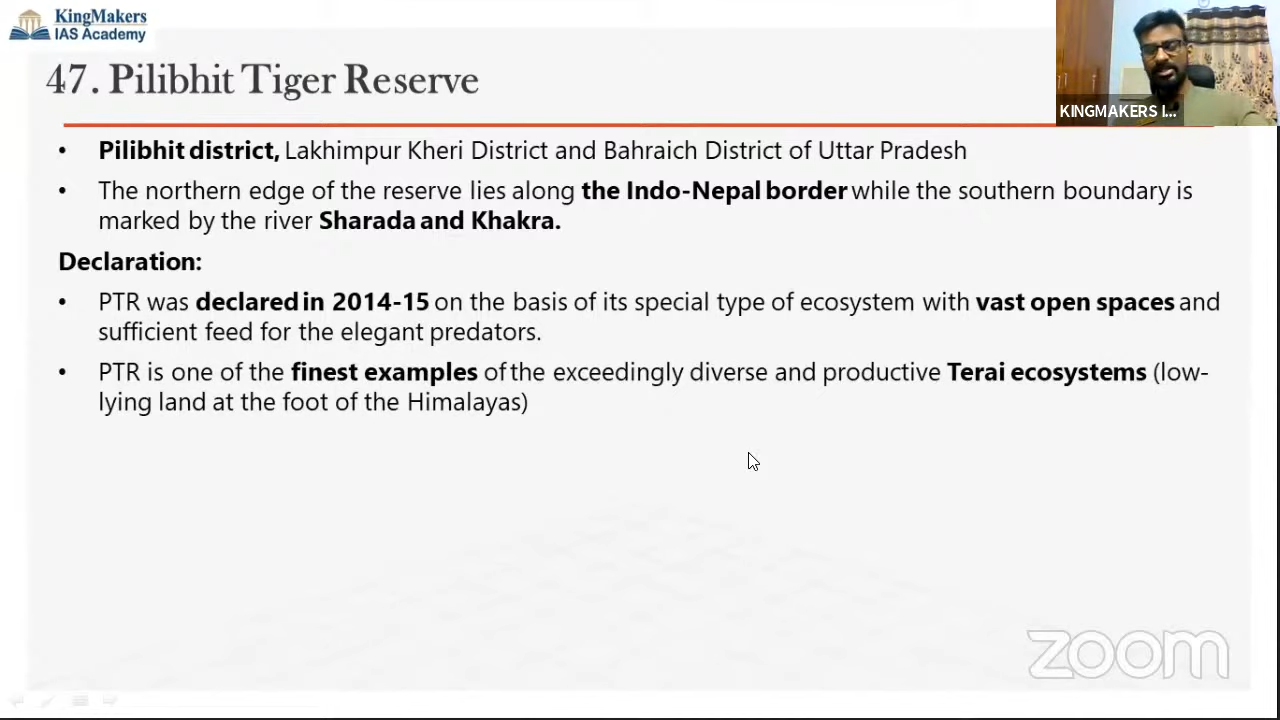 KingMakers
IAS Academy
47. Pilibhit Tiger Reserve
KINGMAKERS I...
• Pilibhit district, Lakhimpur Kheri District and Bahraich District of Uttar Pradesh
• The northern edge of the reserve lies along the Indo-Nepal border while the southern boundary is
marked by the river Sharada and Khakra.
Declaration:
• PTR was declared in 2014-15 on the basis of its special type of ecosystem with vast open spaces and
sufficient feed for the elegant predators.
• PTR is one of the finest examples of the exceedingly diverse and productive Terai ecosystems (low-
lying land at the foot of the Himalayas)
zoom